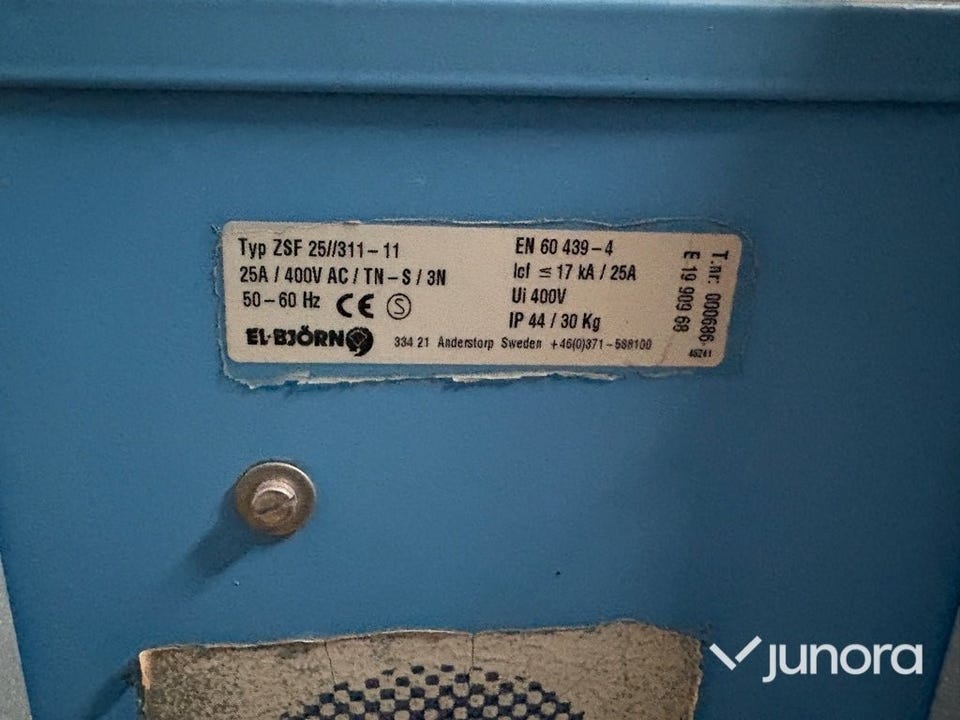 Typ ZSF 25//311-11
25A / 400V AC / TN-S / 3N
50-60 Hz CE S
EL-BJÖRN
EN 60 439-4
Icf ≤ 17 kA / 25A
Ui 400V
IP 44 / 30 Kg
334 21 Anderstorp Sweden +46(0)371-588100
T.nr: 000686
E 19 909 68
46241
junora